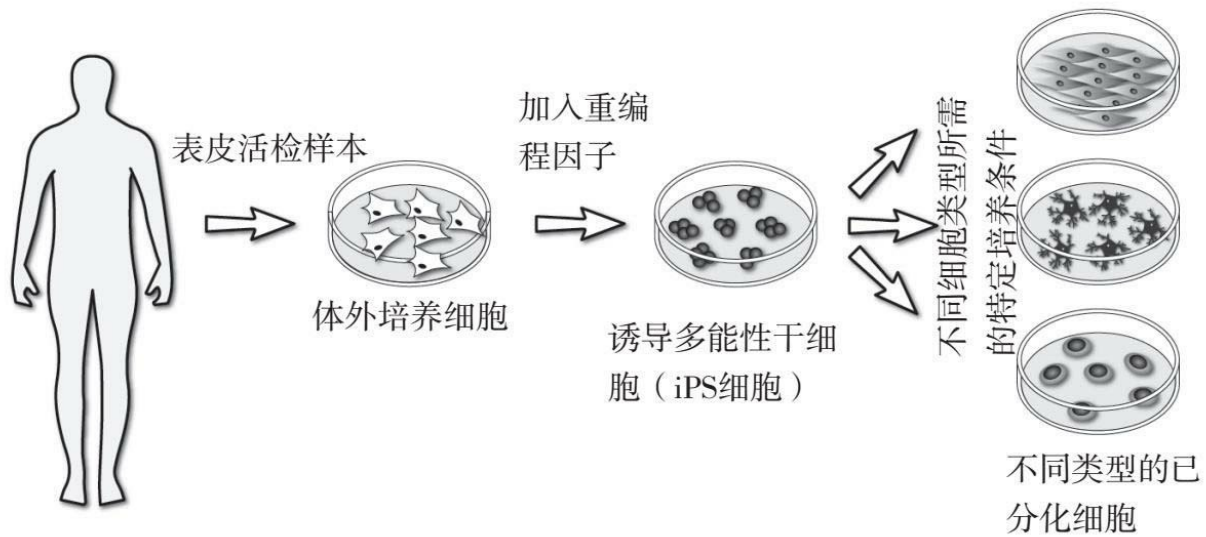 表皮活检样本
体外培养细胞
加入重编
程因子
诱导多能性干细
胞（iPS细胞）
不同细胞类型所需
的特定培养条件
不同类型的已
分化细胞